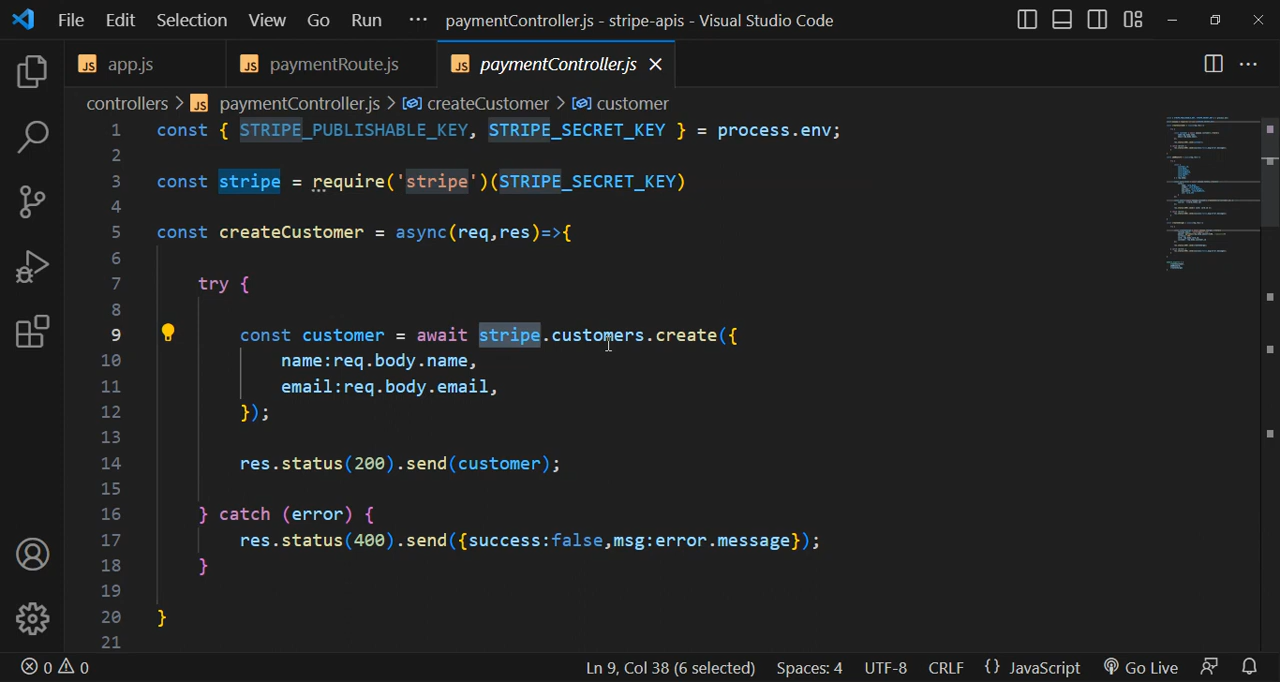 File Edit Selection View Go Run ··· paymentController.js - stripe-apis - Visual Studio Code
JS app.js JS paymentRoute.js JS paymentController.js
controllers > JS paymentController.js > createCustomer > customer
1 const { STRIPE_PUBLISHABLE_KEY, STRIPE_SECRET_KEY } = process.env;
2
3 const stripe = require('stripe')(STRIPE_SECRET_KEY)
4
5 const createCustomer = async(req,res)=>{
6
7 try {
8
9 const customer = await stripe.customers.create({
10 name:req.body.name,
11 email:req.body.email,
12 });
13
14 res.status(200).send(customer);
15
16 } catch (error) {
17 res.status(400).send({success:false,msg:error.message});
18 }
19
20 }
21
0 0 Ln 9, Col 38 (6 selected) Spaces: 4 UTF-8 CRLF {} JavaScript Go Live